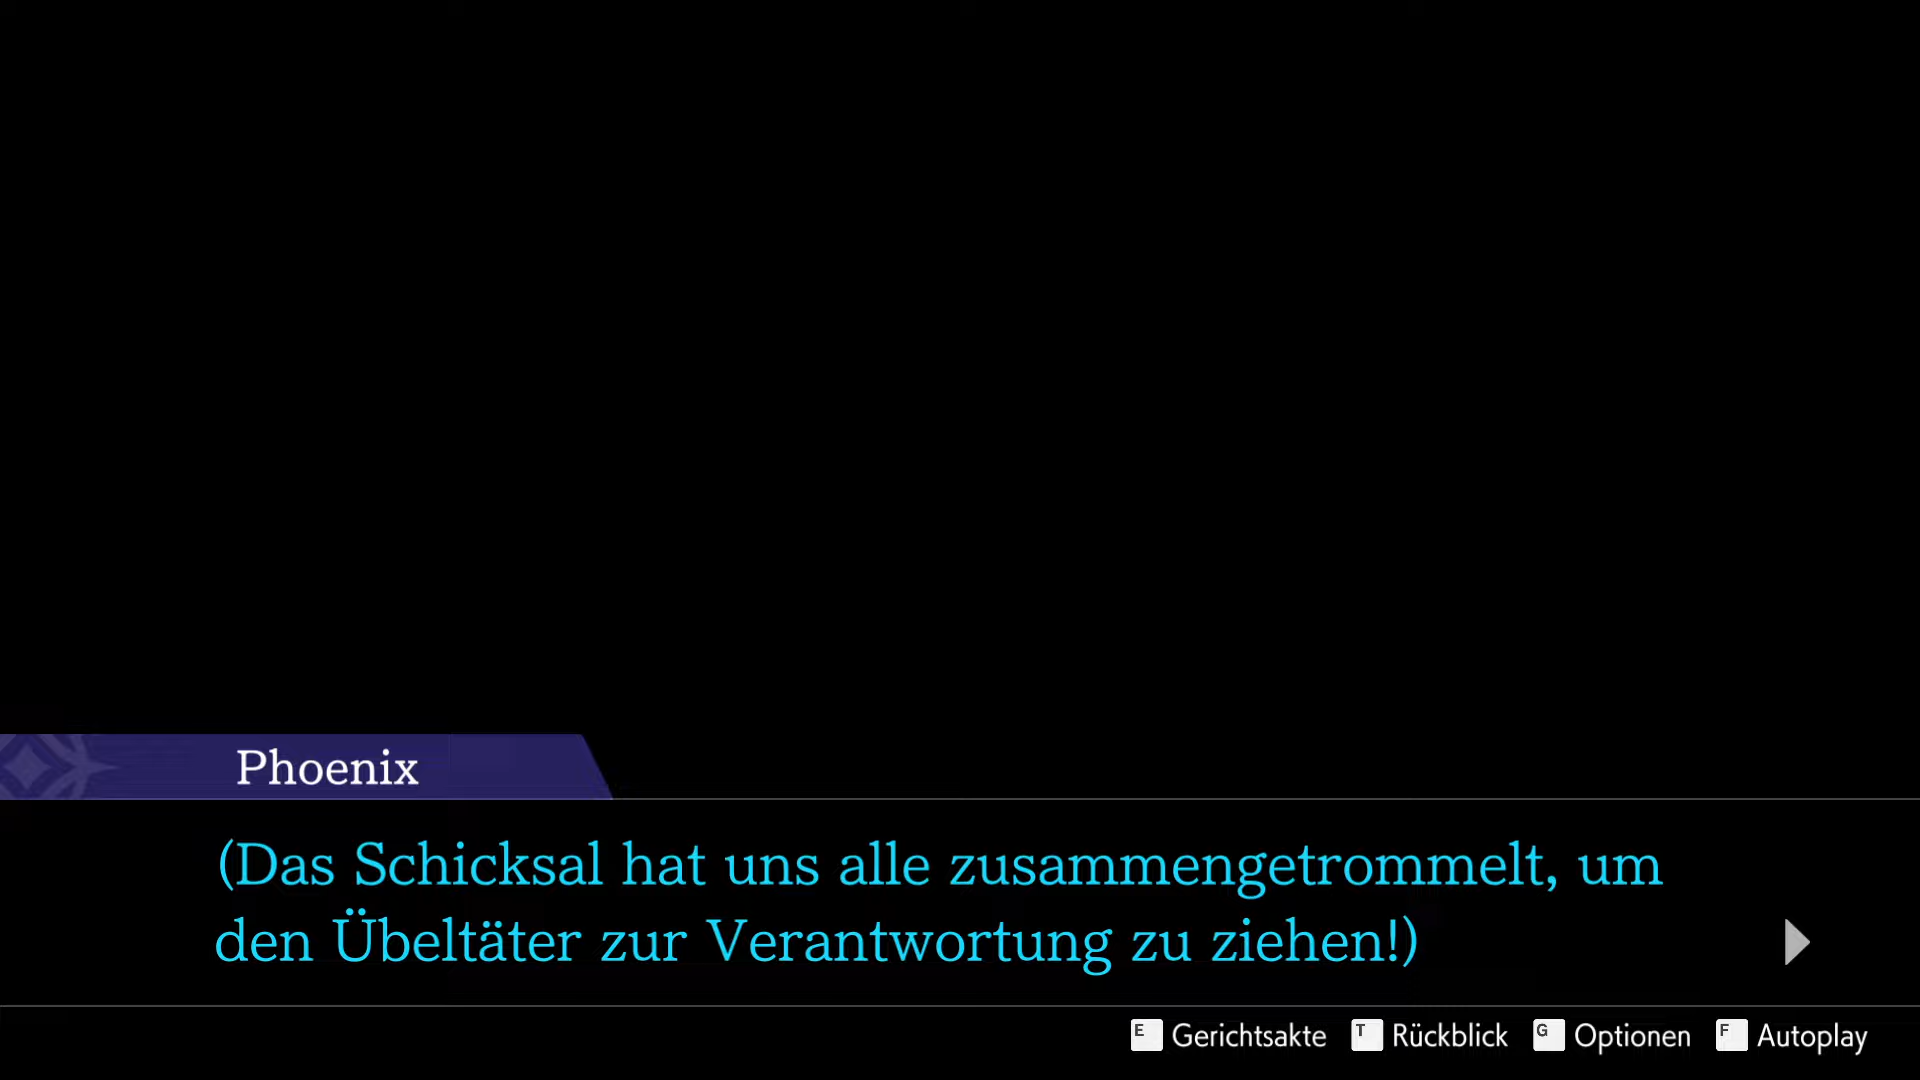 Phoenix
(Das Schicksal hat uns alle zusammengetrommelt, um
den Übeltäter zur Verantwortung zu ziehen!)
E Gerichtsakte T Rückblick G Optionen F Autoplay